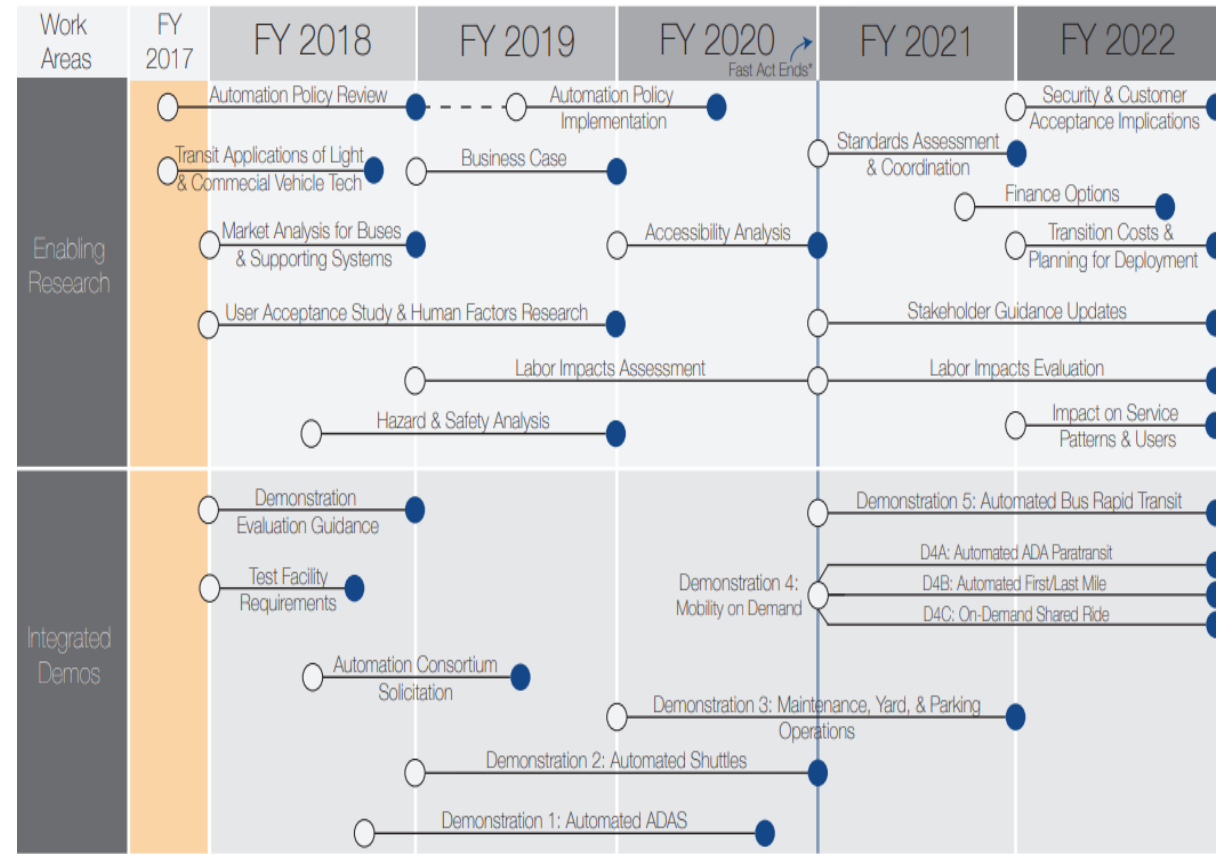 Work
Areas
FY
2017
FY 2018
FY 2019
FY 2020
Fast Act Ends*
FY 2021
FY 2022
Enabling
Research
Automation Policy Review
Automation Policy
Implementation
Security & Customer
Acceptance Implications
Transit Applications of Light
& Commecial Vehicle Tech
Business Case
Standards Assessment
& Coordination
Finance Options
Market Analysis for Buses
& Supporting Systems
Accessibility Analysis
Transition Costs &
Planning for Deployment
User Acceptance Study & Human Factors Research
Stakeholder Guidance Updates
Labor Impacts Assessment
Labor Impacts Evaluation
Hazard & Safety Analysis
Impact on Service
Patterns & Users
Integrated
Demos
Demonstration
Evaluation Guidance
Demonstration 5: Automated Bus Rapid Transit
Test Facility
Requirements
Demonstration 4:
Mobility on Demand
D4A: Automated ADA Paratransit
D4B: Automated First/Last Mile
D4C: On-Demand Shared Ride
Automation Consortium
Solicitation
Demonstration 3: Maintenance, Yard, & Parking
Operations
Demonstration 2: Automated Shuttles
Demonstration 1: Automated ADAS